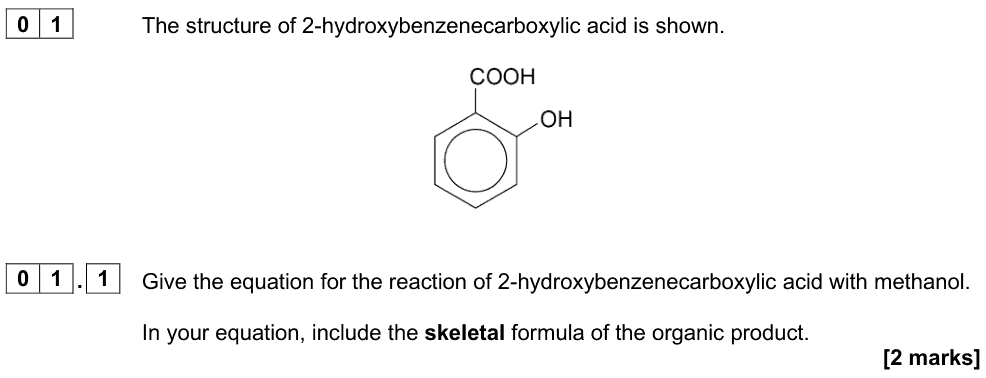 0 1 The structure of 2-hydroxybenzenecarboxylic acid is shown.
COOH
OH
0 1 . 1 Give the equation for the reaction of 2-hydroxybenzenecarboxylic acid with methanol.
In your equation, include the skeletal formula of the organic product.
[2 marks]